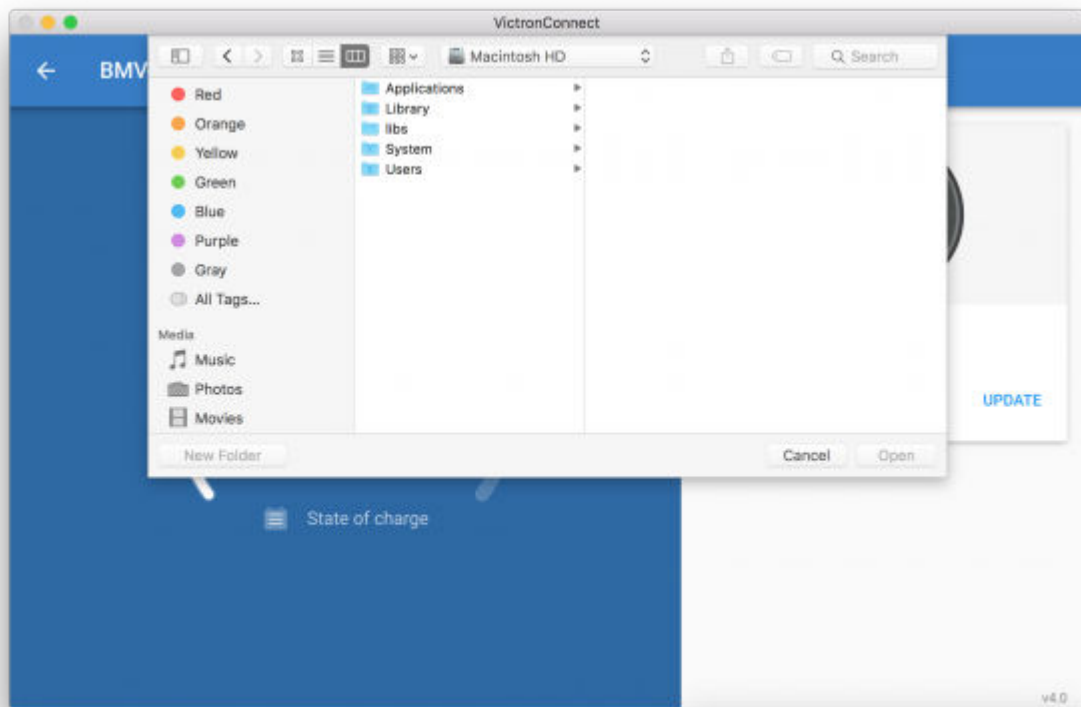 VictronConnect
BMV
Macintosh HD
Search
Red
Orange
Yellow
Green
Blue
Purple
Gray
All Tags...
Media
Music
Photos
Movies
Applications
Library
libs
System
Users
New Folder
Cancel
Open
UPDATE
State of charge
v4.0